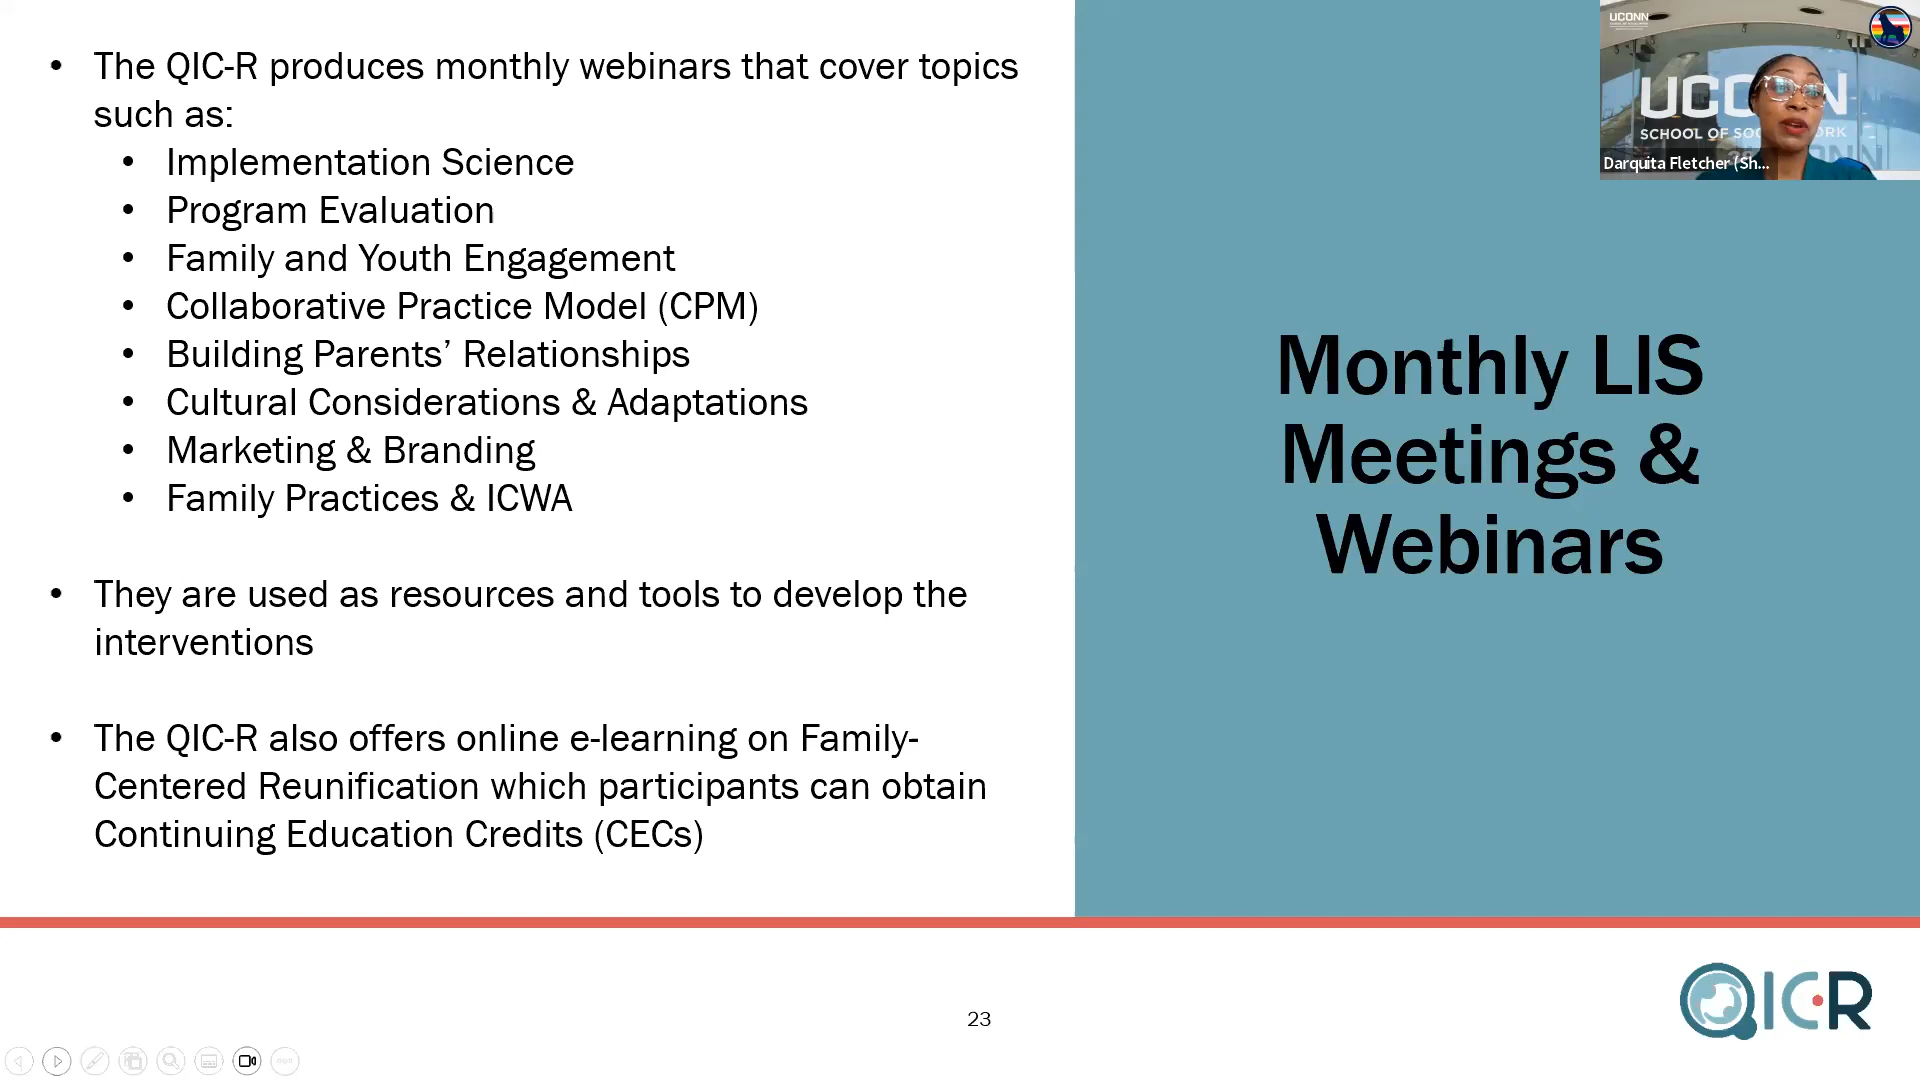 • The QIC-R produces monthly webinars that cover topics
such as:
• Implementation Science
• Program Evaluation
• Family and Youth Engagement
• Collaborative Practice Model (CPM)
• Building Parents’ Relationships
• Cultural Considerations & Adaptations
• Marketing & Branding
• Family Practices & ICWA
• They are used as resources and tools to develop the
interventions
• The QIC-R also offers online e-learning on Family-
Centered Reunification which participants can obtain
Continuing Education Credits (CECs)
Monthly LIS
Meetings &
Webinars
UCONN
SCHOOL OF
Darquita Fletcher (Sh...
23
QIC-R